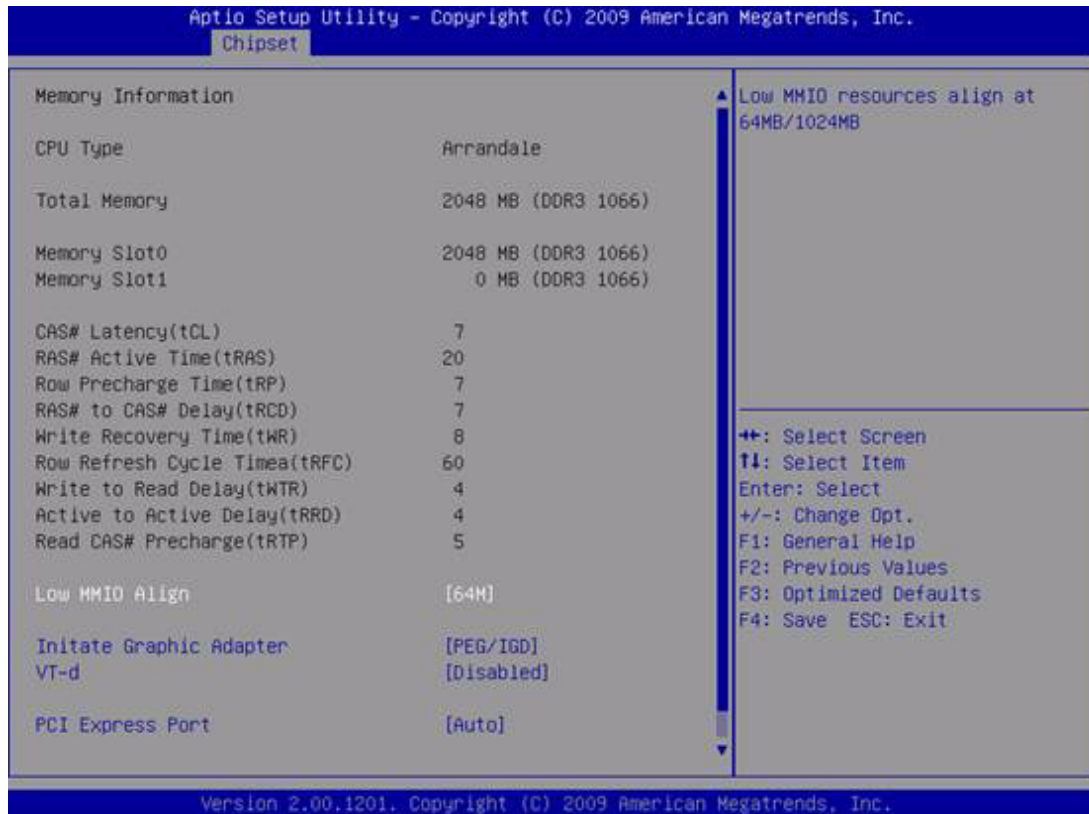 Aptio Setup Utility - Copyright (C) 2009 American Megatrends, Inc.
Chipset
Memory Information
CPU Type Arrandale
Total Memory 2048 MB (DDR3 1066)
Memory Slot0 2048 MB (DDR3 1066)
Memory Slot1 0 MB (DDR3 1066)
CAS# Latency(tCL) 7
RAS# Active Time(tRAS) 20
Row Precharge Time(tRP) 7
RAS# to CAS# Delay(tRCD) 7
Write Recovery Time(tWR) 8
Row Refresh Cycle Timea(tRFC) 60
Write to Read Delay(tWTR) 4
Active to Active Delay(tRRD) 4
Read CAS# Precharge(tRTP) 5
Low MMIO Align [64M]
Initate Graphic Adapter [PEG/IGD]
VT-d [Disabled]
PCI Express Port [Auto]
Low MMIO resources align at
64MB/1024MB
→←: Select Screen
↑↓: Select Item
Enter: Select
+/-: Change Opt.
F1: General Help
F2: Previous Values
F3: Optimized Defaults
F4: Save ESC: Exit
Version 2.00.1201. Copyright (C) 2009 American Megatrends, Inc.